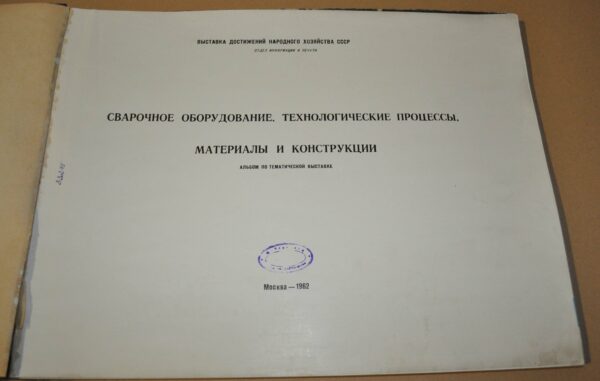 ВЫСТАВКА ДОСТИЖЕНИЙ НАРОДНОГО ХОЗЯЙСТВА СССР
ОТДЕЛ ИНФОРМАЦИИ И ПЕЧАТИ
СВАРОЧНОЕ ОБОРУДОВАНИЕ, ТЕХНОЛОГИЧЕСКИЕ ПРОЦЕССЫ,
МАТЕРИАЛЫ И КОНСТРУКЦИИ
АЛЬБОМ ПО ТЕМАТИЧЕСКОЙ ВЫСТАВКЕ
Москва — 1962